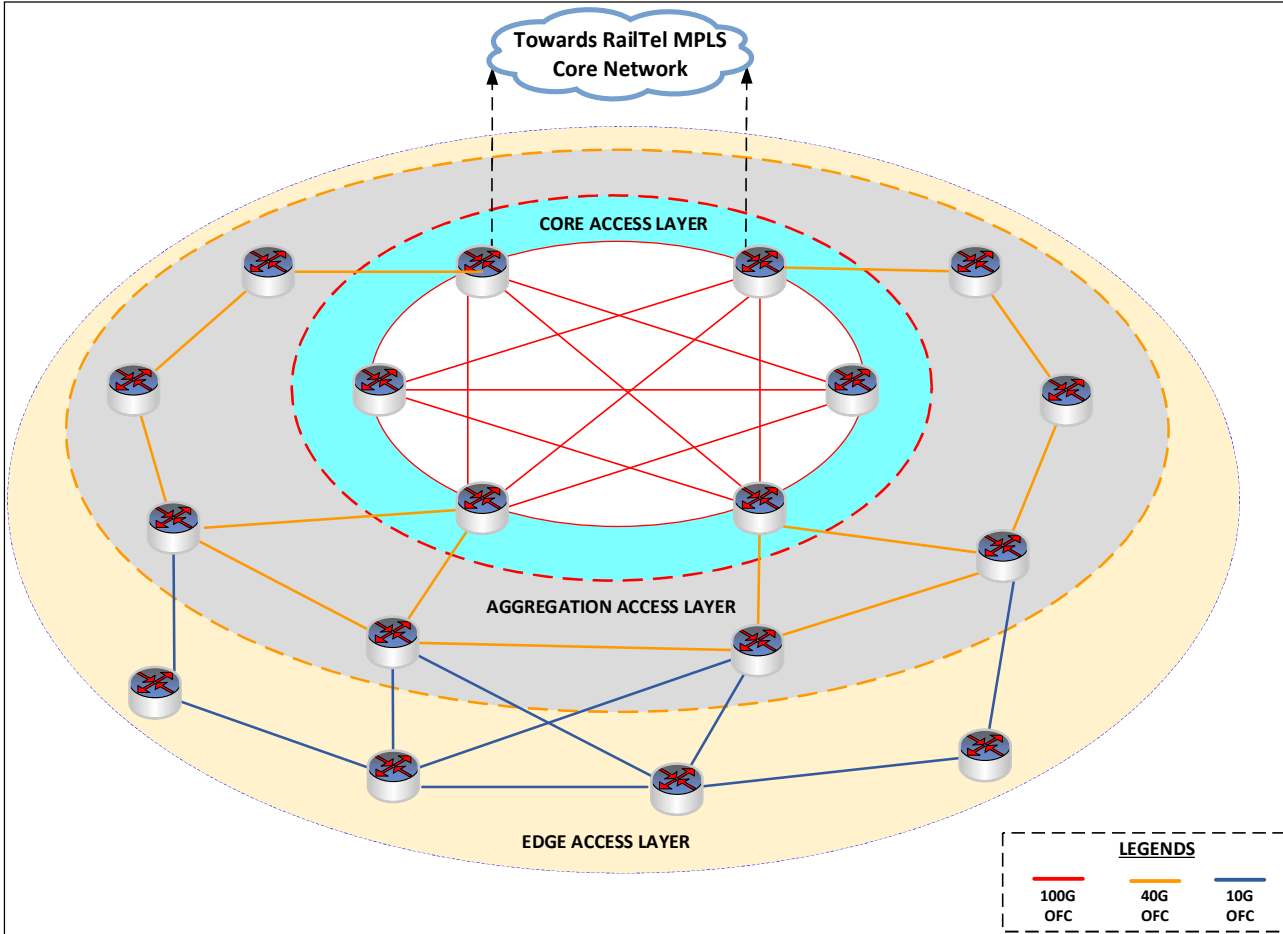 Towards RailTel MPLS
Core Network
CORE ACCESS LAYER
AGGREGATION ACCESS LAYER
EDGE ACCESS LAYER
LEGENDS
100G
OFC
40G
OFC
10G
OFC